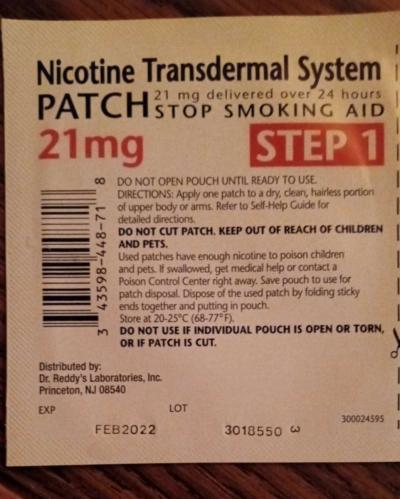 Nicotine Transdermal System
PATCH 21 mg delivered over 24 hours
STOP SMOKING AID
21mg STEP 1
DO NOT OPEN POUCH UNTIL READY TO USE.
DIRECTIONS: Apply one patch to a dry, clean, hairless portion
of upper body or arms. Refer to Self-Help Guide for
detailed directions.
DO NOT CUT PATCH. KEEP OUT OF REACH OF CHILDREN
AND PETS.
Used patches have enough nicotine to poison children
and pets. If swallowed, get medical help or contact a
Poison Control Center right away. Save pouch to use for
patch disposal. Dispose of the used patch by folding sticky
ends together and putting in pouch.
Store at 20-25°C (68-77°F).
DO NOT USE IF INDIVIDUAL POUCH IS OPEN OR TORN,
OR IF PATCH IS CUT.
3 43598-448-71 8
Distributed by:
Dr. Reddy's Laboratories, Inc.
Princeton, NJ 08540
EXP LOT
300024595
FEB2022 3018550 3